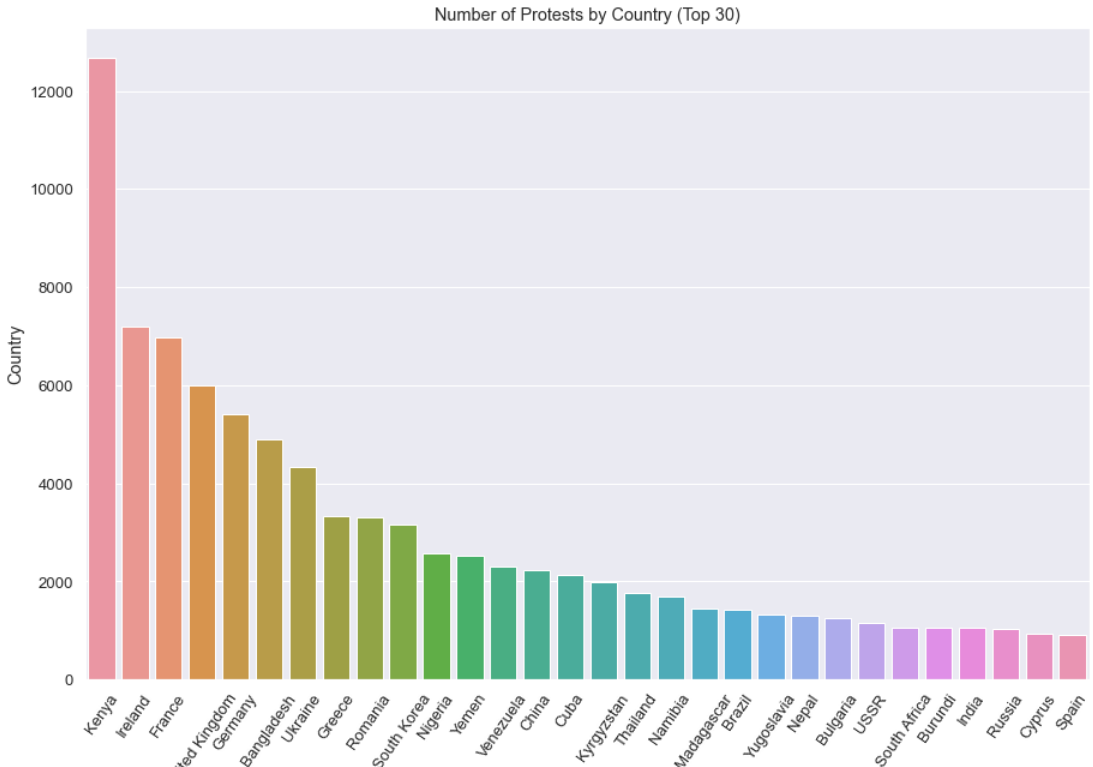 Number of Protests by Country (Top 30)
Country
12000
10000
8000
6000
4000
2000
0
Kenya
Ireland
France
ted Kingdom
Germany
Bangladesh
Ukraine
Greece
Romania
South Korea
Nigeria
Yemen
Venezuela
China
Cuba
Kyrgyzstan
Thailand
Namibia
Madagascar
Brazil
Yugoslavia
Nepal
Bulgaria
USSR
South Africa
Burundi
India
Russia
Cyprus
Spain